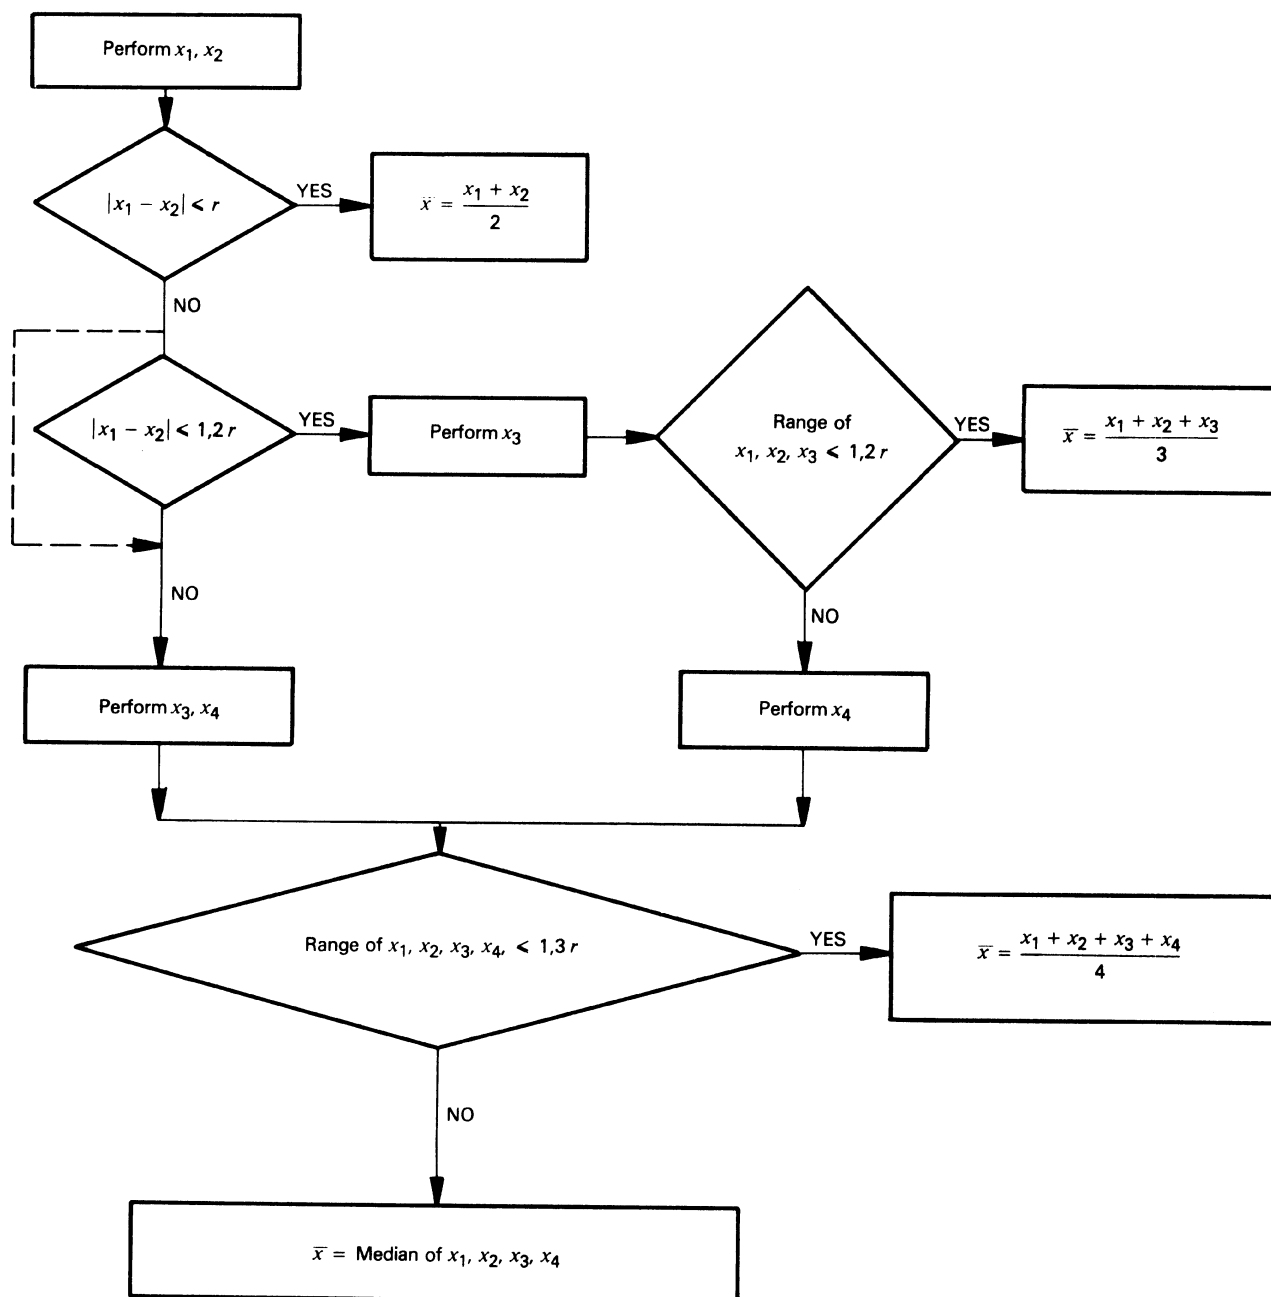 Perform x₁, x₂
|x₁ − x₂| ⩽ r
YES
x̄ = (x₁ + x₂) / 2
NO
|x₁ − x₂| ⩽ 1,2 r
YES
Perform x₃
Range of
x₁, x₂, x₃ ⩽ 1,2 r
YES
x̄ = (x₁ + x₂ + x₃) / 3
NO
NO
Perform x₃, x₄
Perform x₄
Range of x₁, x₂, x₃, x₄, ⩽ 1,3 r
YES
x̄ = (x₁ + x₂ + x₃ + x₄) / 4
NO
x̄ = Median of x₁, x₂, x₃, x₄